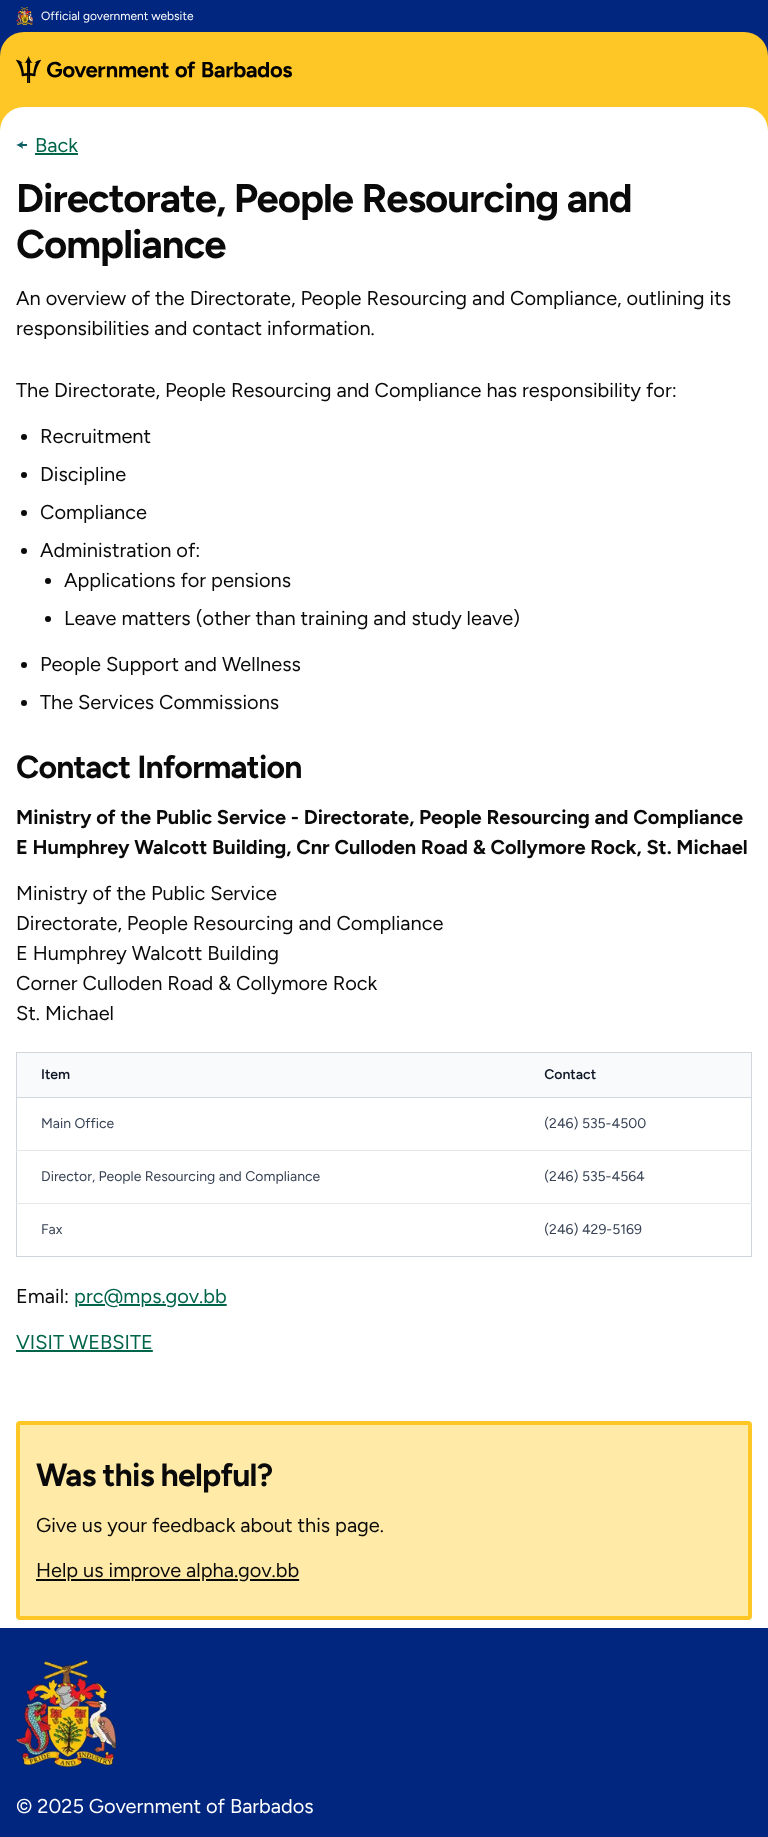 Official government website
Government of Barbados
Back
Directorate, People Resourcing and
Compliance
An overview of the Directorate, People Resourcing and Compliance, outlining its
responsibilities and contact information.
The Directorate, People Resourcing and Compliance has responsibility for:
• Recruitment
• Discipline
• Compliance
• Administration of:
• Applications for pensions
• Leave matters (other than training and study leave)
• People Support and Wellness
• The Services Commissions
Contact Information
Ministry of the Public Service - Directorate, People Resourcing and Compliance
E Humphrey Walcott Building, Cnr Culloden Road & Collymore Rock, St. Michael
Ministry of the Public Service
Directorate, People Resourcing and Compliance
E Humphrey Walcott Building
Corner Culloden Road & Collymore Rock
St. Michael
Item Contact
Main Office (246) 535-4500
Director, People Resourcing and Compliance (246) 535-4564
Fax (246) 429-5169
Email: prc@mps.gov.bb
VISIT WEBSITE
Was this helpful?
Give us your feedback about this page.
Help us improve alpha.gov.bb
PRIDE AND INDUSTRY
© 2025 Government of Barbados